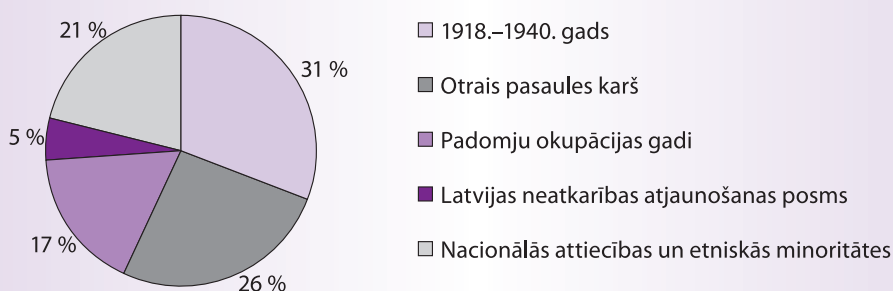 21 %
31 %
5 %
17 %
26 %
1918.–1940. gads
Otrais pasaules karš
Padomju okupācijas gadi
Latvijas neatkarības atjaunošanas posms
Nacionālās attiecības un etniskās minoritātes